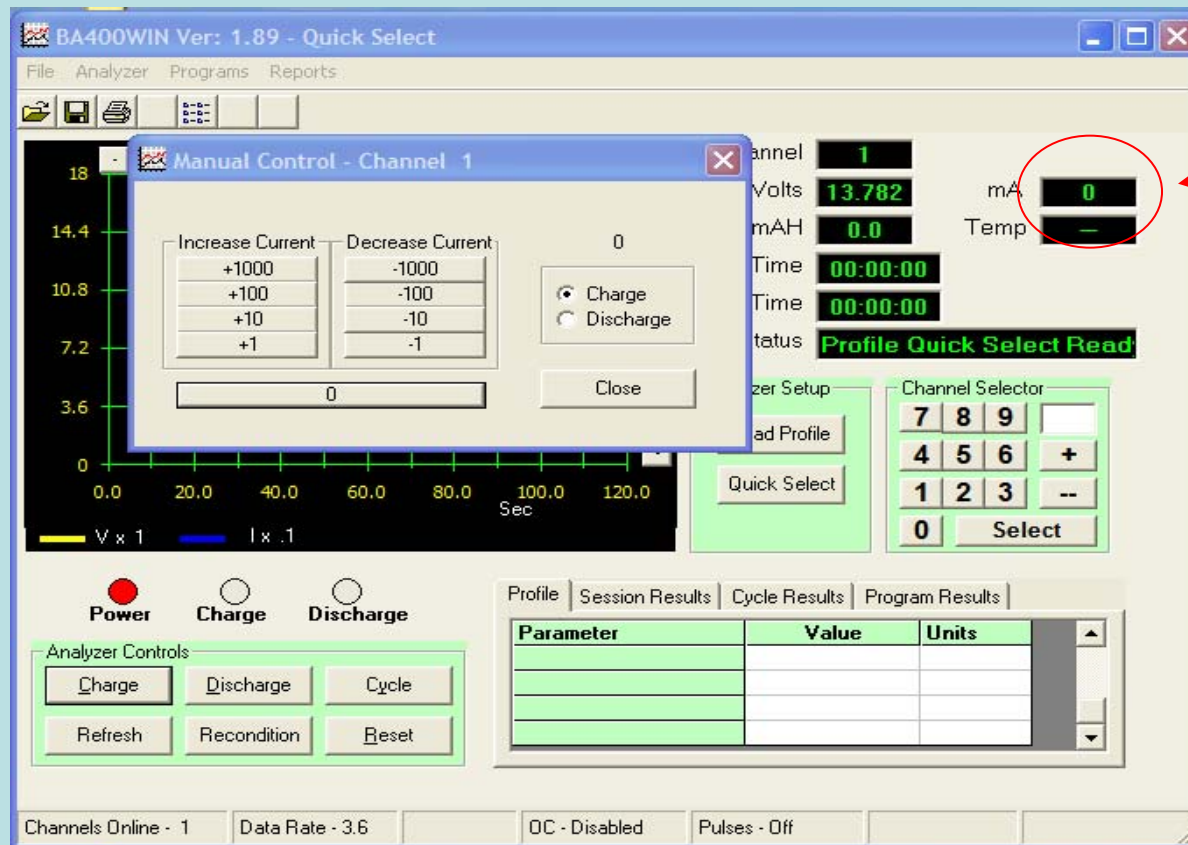 BA400WIN Ver: 1.89 - Quick Select
File Analyzer Programs Reports
Manual Control - Channel 1
Increase Current Decrease Current 0
+1000 -1000
+100 -100
+10 -10
+1 -1
Charge
Discharge
0
Close
18
14.4
10.8
7.2
3.6
0
0.0 20.0 40.0 60.0 80.0 100.0 120.0
Sec
V x 1 I x .1
annel 1
Volts 13.782 mA 0
mAH 0.0 Temp —
Time 00:00:00
Time 00:00:00
tatus Profile Quick Select Read
zer Setup
ad Profile
Quick Select
Channel Selector
7 8 9
4 5 6 +
1 2 3 --
0 Select
Power Charge Discharge
Analyzer Controls
Charge Discharge Cycle
Refresh Recondition Reset
Profile Session Results Cycle Results Program Results
Parameter Value Units
Channels Online - 1 Data Rate - 3.6 OC - Disabled Pulses - Off